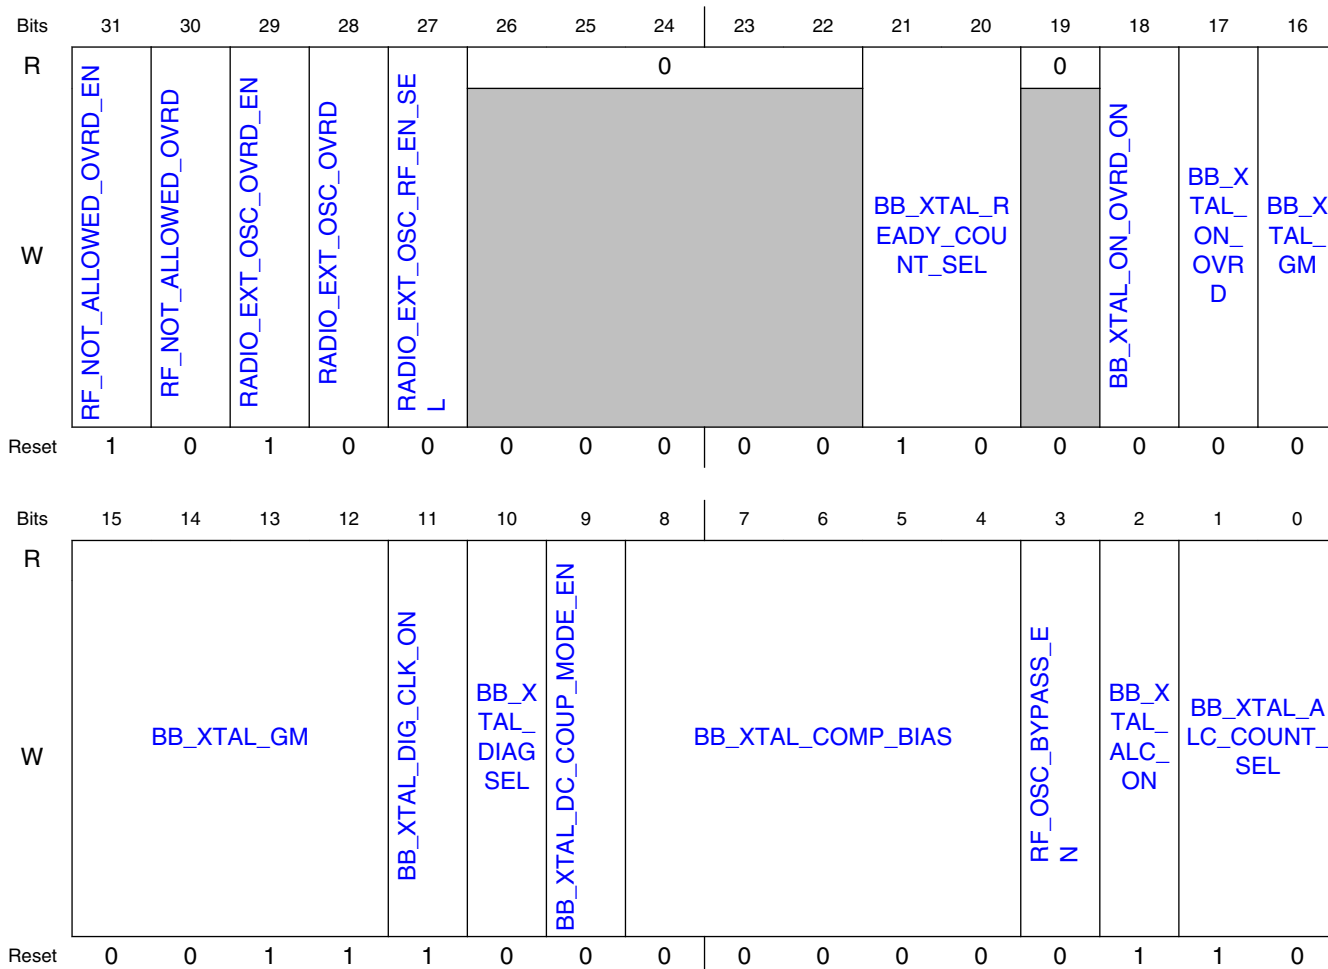 Bits 31 30 29 28 27 26 25 24 23 22 21 20 19 18 17 16
R
RF_NOT_ALLOWED_OVRD_EN
RF_NOT_ALLOWED_OVRD
RADIO_EXT_OSC_OVRD_EN
RADIO_EXT_OSC_OVRD
RADIO_EXT_OSC_RF_EN_SE
L
0
BB_XTAL_R
EADY_COU
NT_SEL
0
BB_XTAL_ON_OVRD_ON
BB_X
TAL_
ON_
OVR
D
BB_X
TAL_
GM
W
Reset 1 0 1 0 0 0 0 0 0 0 1 0 0 0 0 0
Bits 15 14 13 12 11 10 9 8 7 6 5 4 3 2 1 0
R
BB_XTAL_GM
BB_XTAL_DIG_CLK_ON
BB_X
TAL_
DIAG
SEL
BB_XTAL_DC_COUP_MODE_EN
BB_XTAL_COMP_BIAS
RF_OSC_BYPASS_E
N
BB_X
TAL_
ALC_
ON
BB_XTAL_A
LC_COUNT_
SEL
W
Reset 0 0 1 1 1 0 0 0 0 0 0 0 0 1 1 0